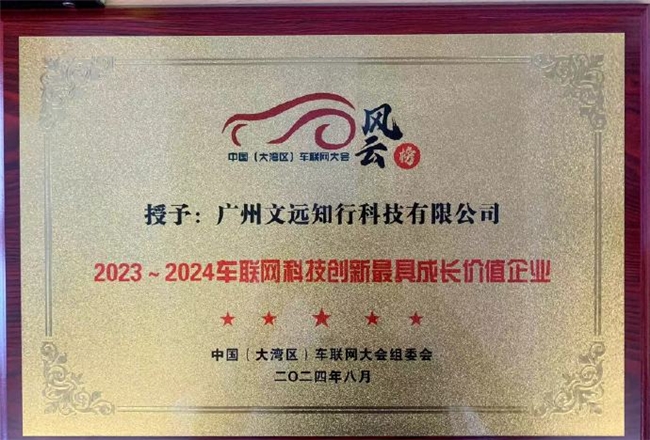 中国(大湾区)车联网大会
风云榜
授予：广州文远知行科技有限公司
2023~2024车联网科技创新最具成长价值企业
中国(大湾区)车联网大会组委会
二〇二四年八月